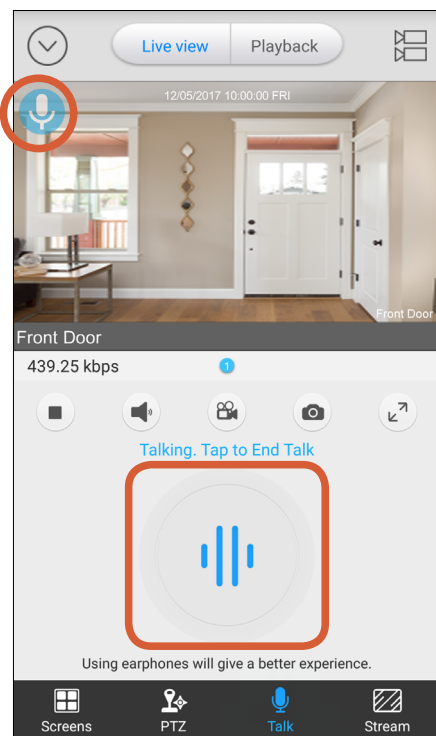 Live view
Playback
12/05/2017 10:00:00 FRI
Front Door
Front Door
439.25 kbps
1
Talking. Tap to End Talk
Using earphones will give a better experience.
Screens
PTZ
Talk
Stream